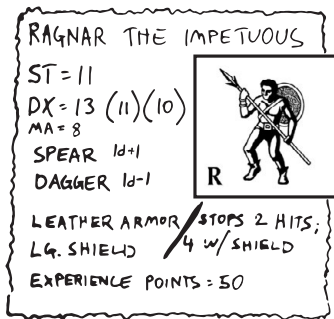 RAGNAR THE IMPETUOUS
ST = 11
DX = 13 (11) (10)
MA = 8
SPEAR 1d+1
DAGGER 1d-1
R
LEATHER ARMOR / STOPS 2 HITS;
LG. SHIELD / 4 W/ SHIELD
EXPERIENCE POINTS = 50